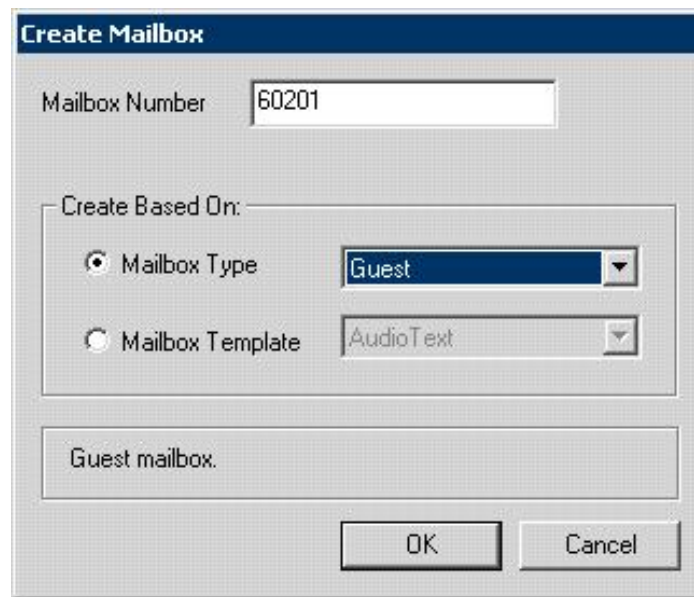 Create Mailbox
Mailbox Number 60201
Create Based On:
Mailbox Type Guest
Mailbox Template AudioText
Guest mailbox.
OK Cancel